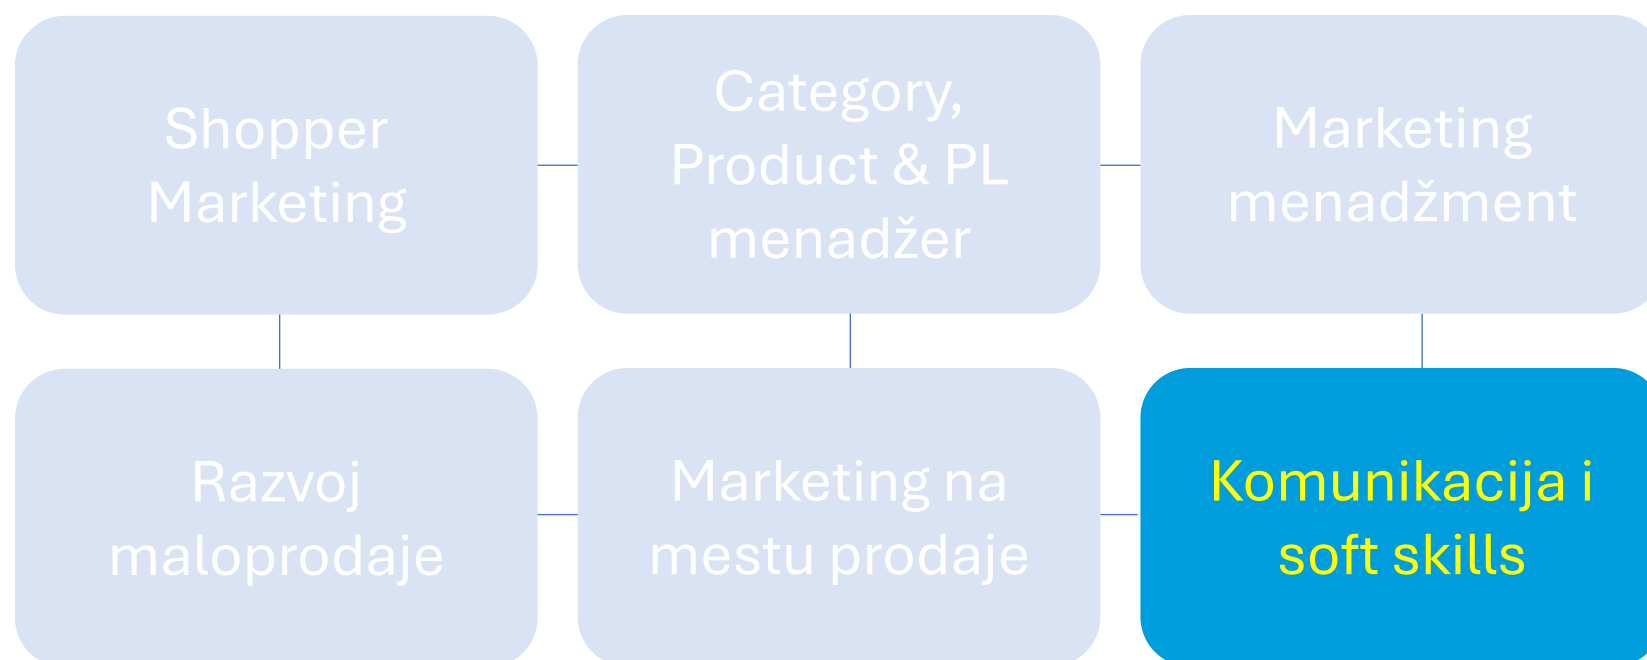 Shopper
Marketing
Category,
Product & PL
menadžer
Marketing
menadžment
Razvoj
maloprodaje
Marketing na
mestu prodaje
Komunikacija i
soft skills